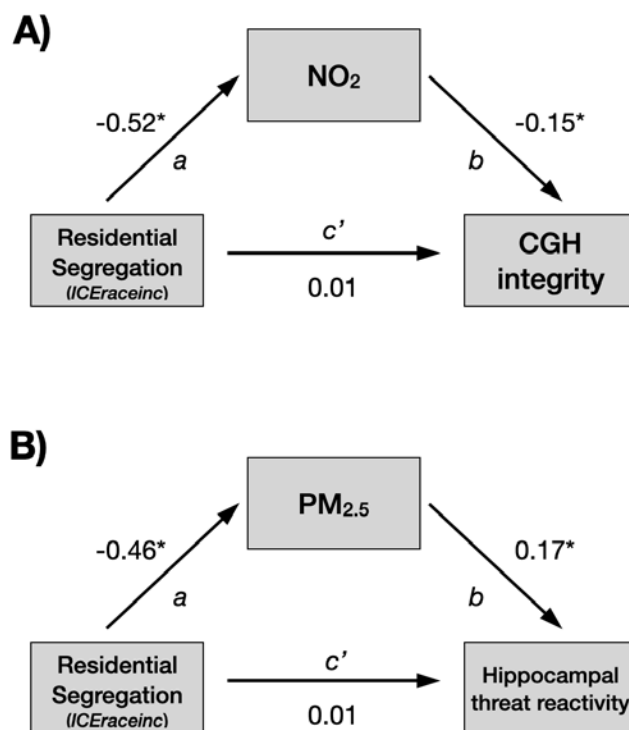 A)
NO₂
-0.52*
-0.15*
a
b
Residential
Segregation
(ICEraceinc)
c’
0.01
CGH
integrity
B)
PM₂.₅
-0.46*
0.17*
a
b
Residential
Segregation
(ICEraceinc)
c’
0.01
Hippocampal
threat reactivity